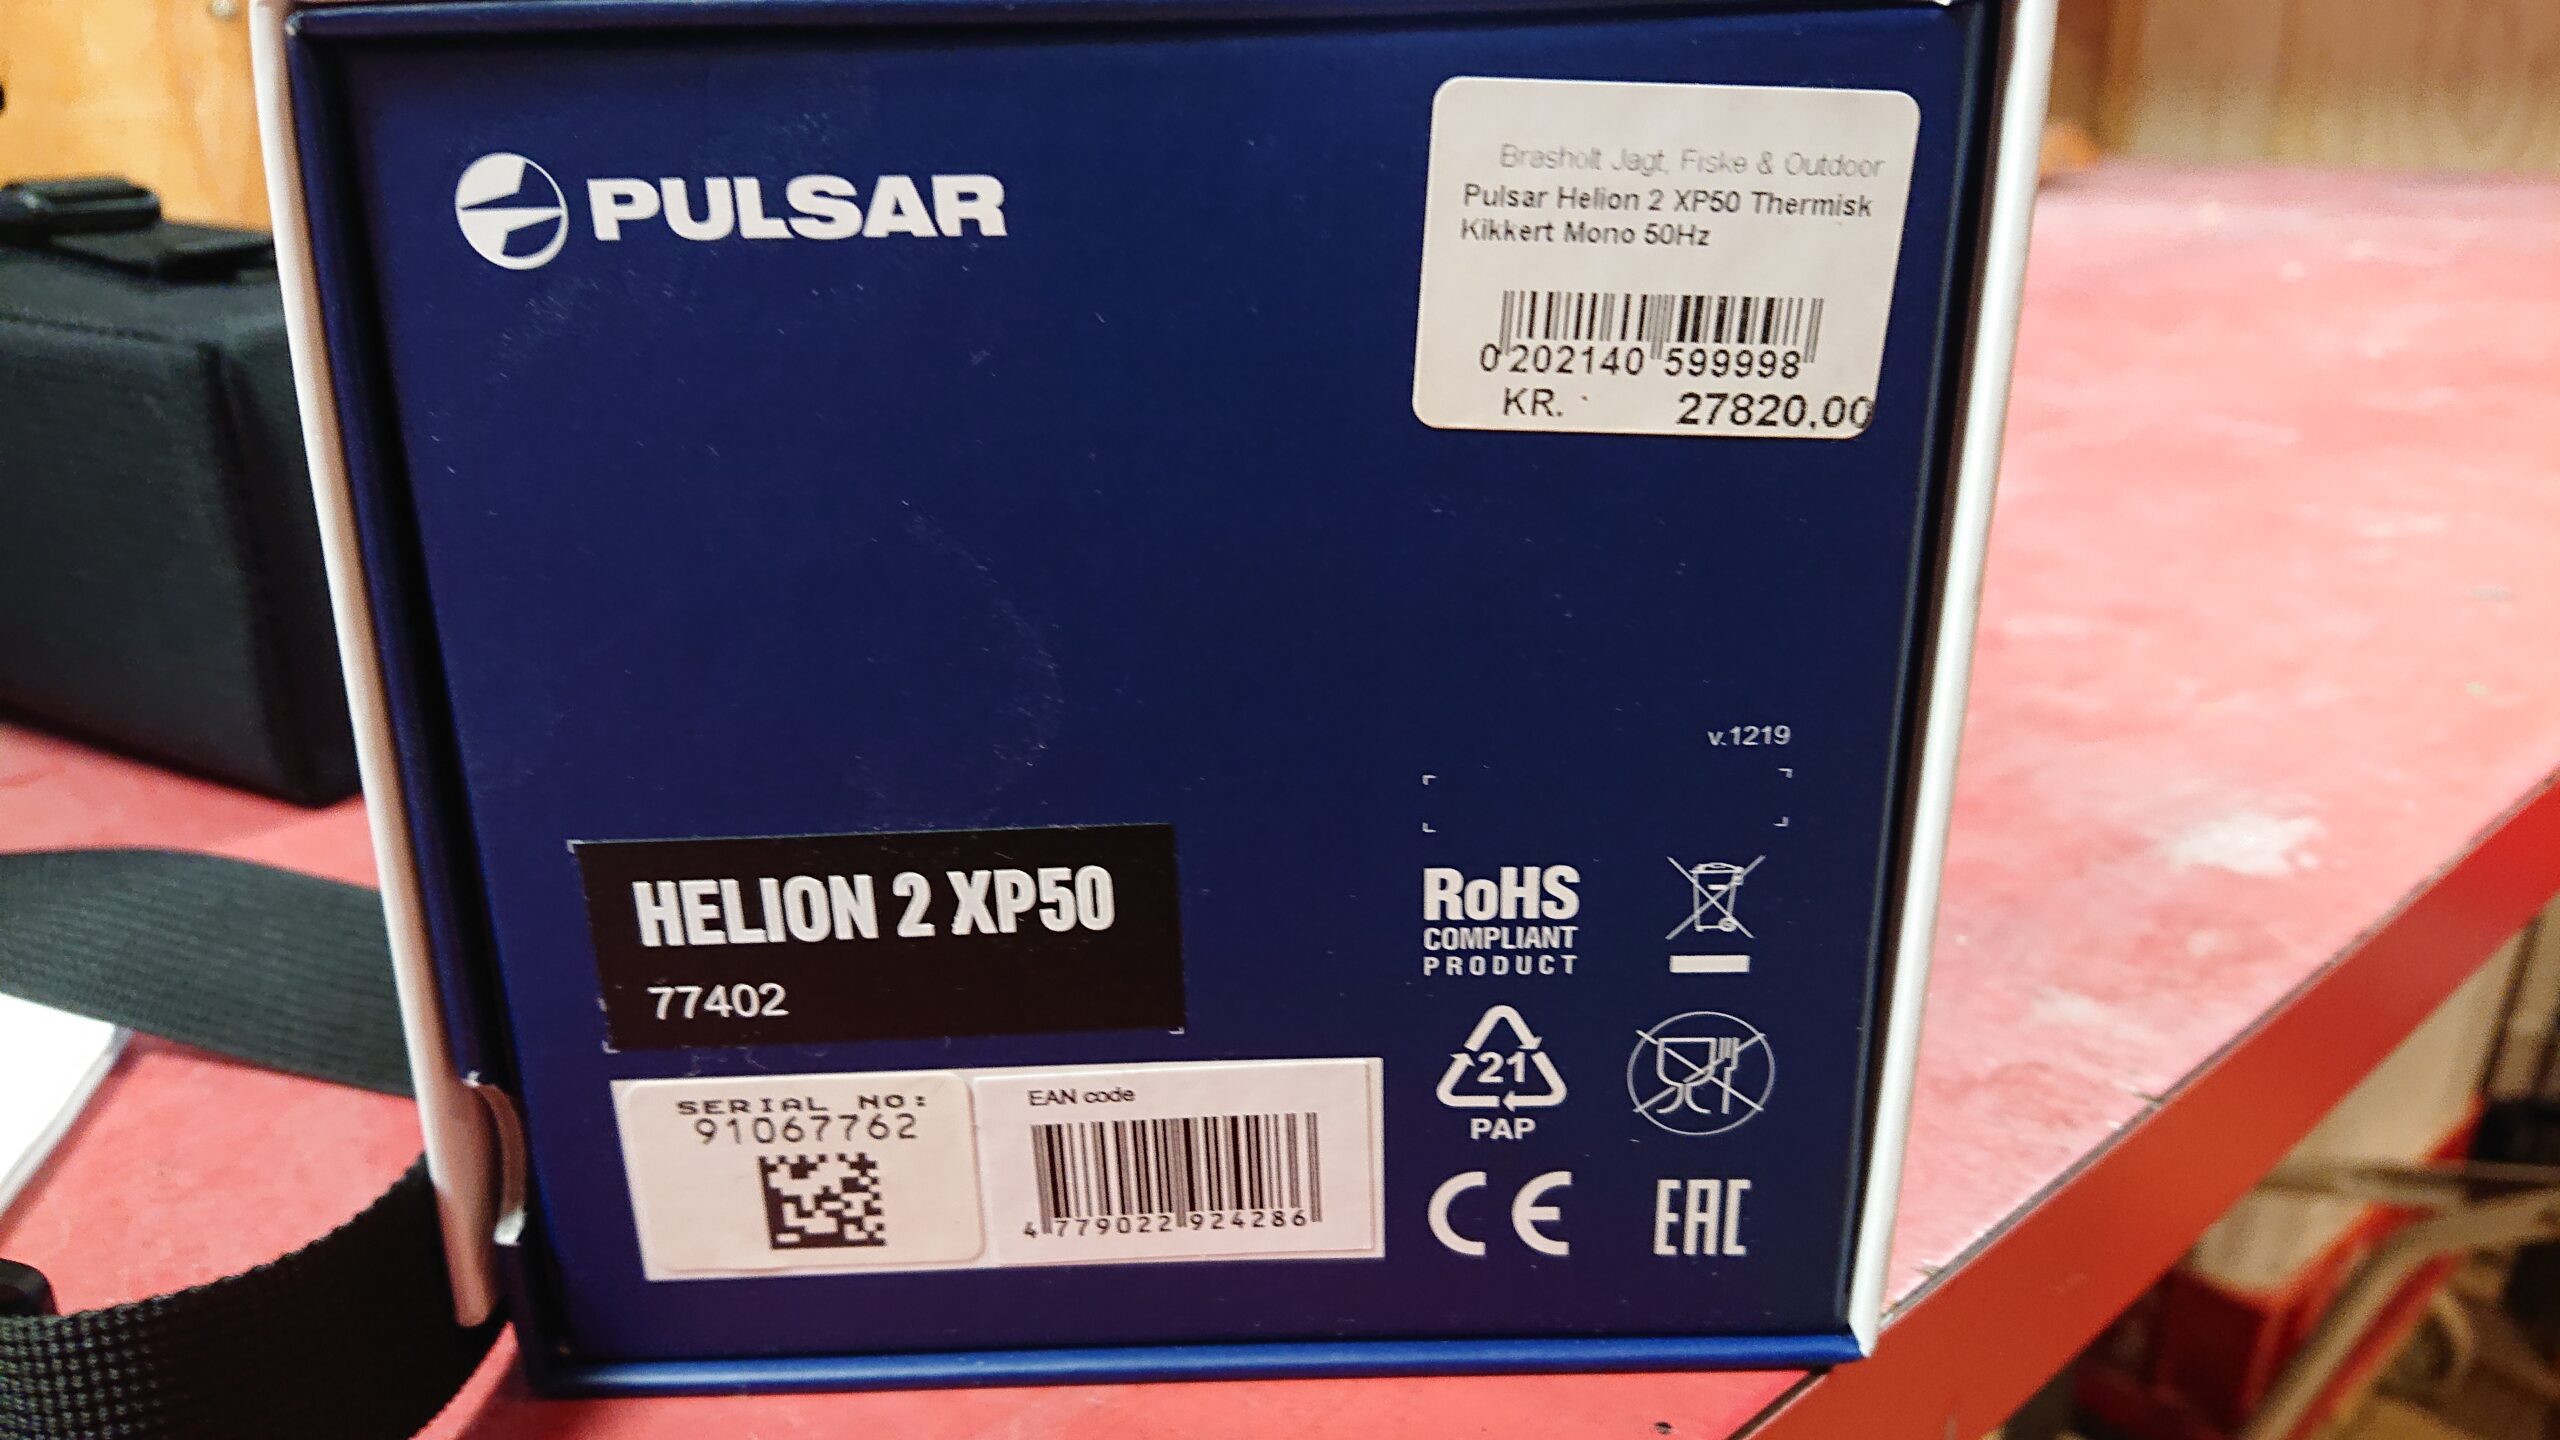 PULSAR
Brasholt Jagt, Fiske & Outdoor
Pulsar Helion 2 XP50 Thermisk
Kikkert Mono 50Hz
0 202140 599998
KR. 27820,00
v.1219
HELION 2 XP50
77402
RoHS
COMPLIANT
PRODUCT
21
PAP
SERIAL NO:
91067762
EAN code
4 779022 924286
CE
EAC